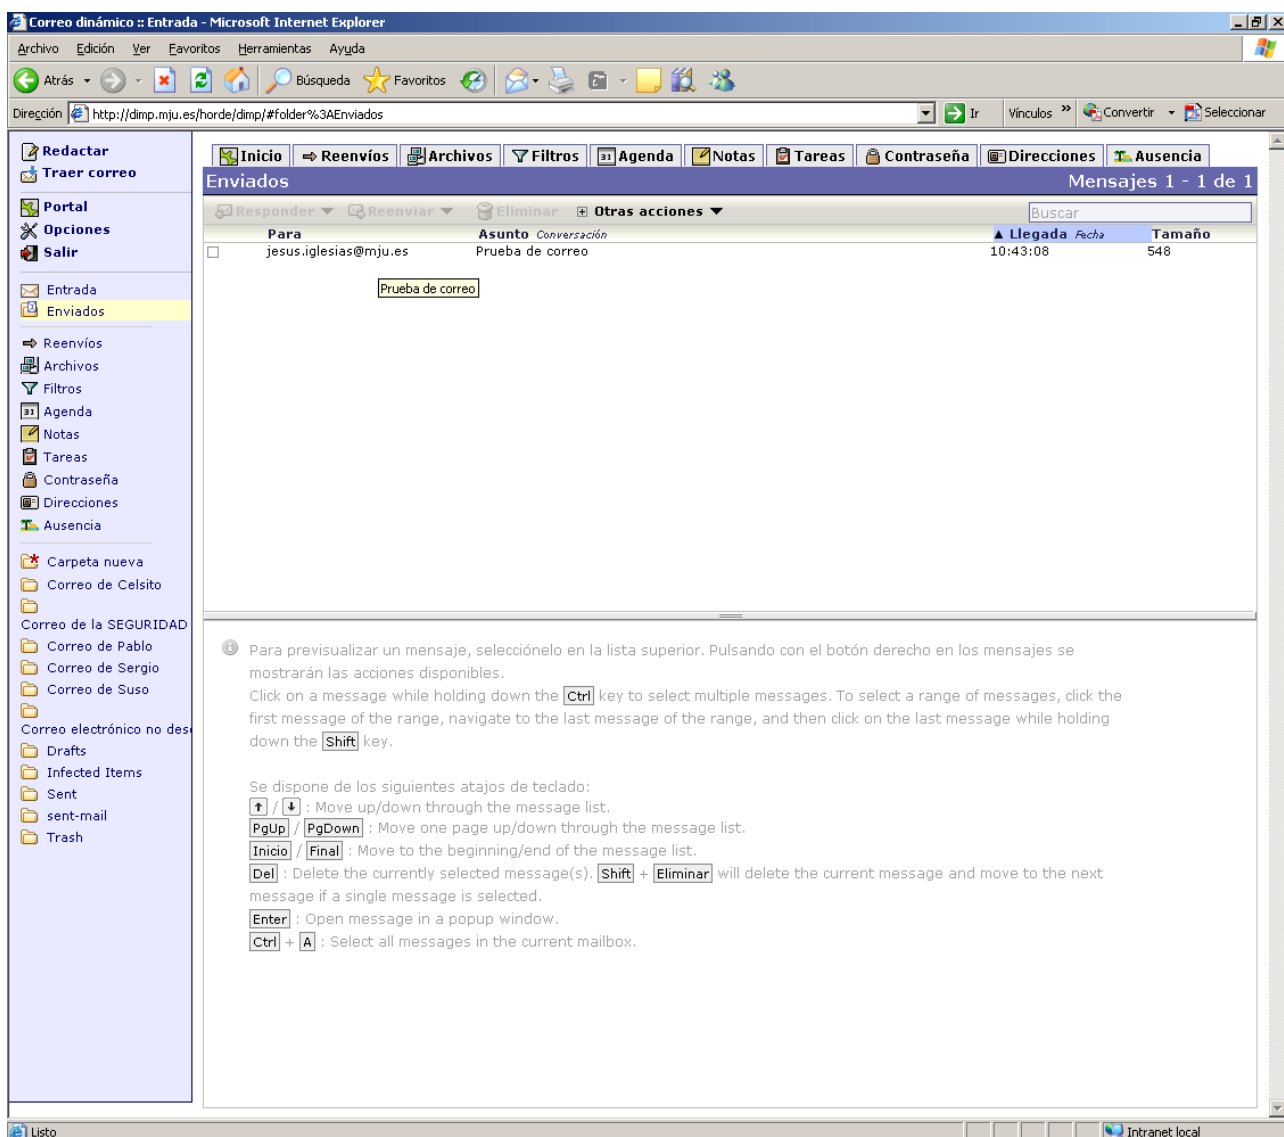 Correo dinámico :: Entrada - Microsoft Internet Explorer
Archivo Edición Ver Favoritos Herramientas Ayuda
Atrás Búsqueda Favoritos
Dirección http://dimp.mju.es/horde/dimp/#folder%3AEnviados Ir Vínculos » Convertir Seleccionar
Redactar
Traer correo
Portal
Opciones
Salir
Entrada
Enviados
Reenvíos
Archivos
Filtros
31 Agenda
Notas
Tareas
Contraseña
Direcciones
Ausencia
Carpeta nueva
Correo de Celsito
Correo de la SEGURIDAD
Correo de Pablo
Correo de Sergio
Correo de Suso
Correo electrónico no des
Drafts
Infected Items
Sent
sent-mail
Trash
Inicio Reenvíos Archivos Filtros 31 Agenda Notas Tareas Contraseña Direcciones Ausencia
Enviados Mensajes 1 - 1 de 1
Responder Reenviar Eliminar Otras acciones Buscar
Para Asunto Conversación Llegada Fecha Tamaño
jesus.iglesias@mju.es Prueba de correo 10:43:08 548
Prueba de correo
Para previsualizar un mensaje, selecciónelo en la lista superior. Pulsando con el botón derecho en los mensajes se
mostrarán las acciones disponibles.
Click on a message while holding down the Ctrl key to select multiple messages. To select a range of messages, click the
first message of the range, navigate to the last message of the range, and then click on the last message while holding
down the Shift key.
Se dispone de los siguientes atajos de teclado:
↑ / ↓ : Move up/down through the message list.
PgUp / PgDown : Move one page up/down through the message list.
Inicio / Final : Move to the beginning/end of the message list.
Del : Delete the currently selected message(s). Shift + Eliminar will delete the current message and move to the next
message if a single message is selected.
Enter : Open message in a popup window.
Ctrl + A : Select all messages in the current mailbox.
Listo Intranet local